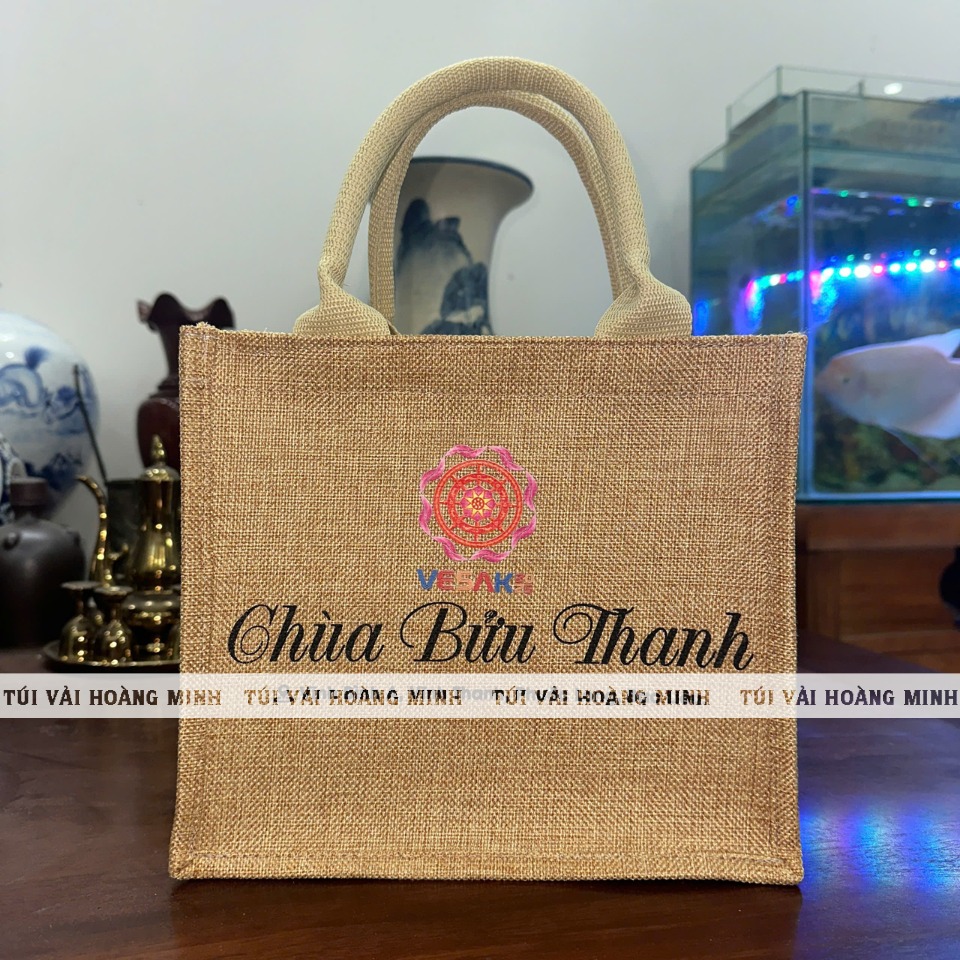 VESAK
Chùa Bửu Thanh
TÚI VẢI HOÀNG MINH TÚI VẢI HOÀNG MINH TÚI VẢI HOÀNG MINH TÚI VẢI HOÀNG MINH